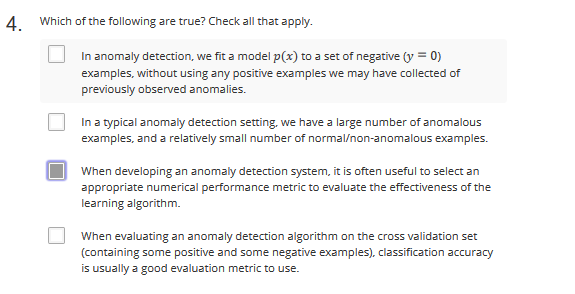 4. Which of the following are true? Check all that apply.
In anomaly detection, we fit a model p(x) to a set of negative (y = 0)
examples, without using any positive examples we may have collected of
previously observed anomalies.
In a typical anomaly detection setting, we have a large number of anomalous
examples, and a relatively small number of normal/non-anomalous examples.
When developing an anomaly detection system, it is often useful to select an
appropriate numerical performance metric to evaluate the effectiveness of the
learning algorithm.
When evaluating an anomaly detection algorithm on the cross validation set
(containing some positive and some negative examples), classification accuracy
is usually a good evaluation metric to use.